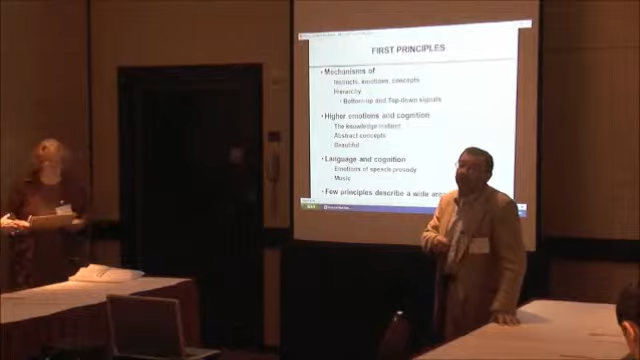 FIRST PRINCIPLES
• Mechanisms of
Instincts, emotions, concepts
Hierarchy
• Bottom-up and Top-down signals
• Higher emotions and cognition
The knowledge instinct
Abstract concepts
Beautiful
• Language and cognition
Emotions of speech prosody
Music
• Few principles describe a wide